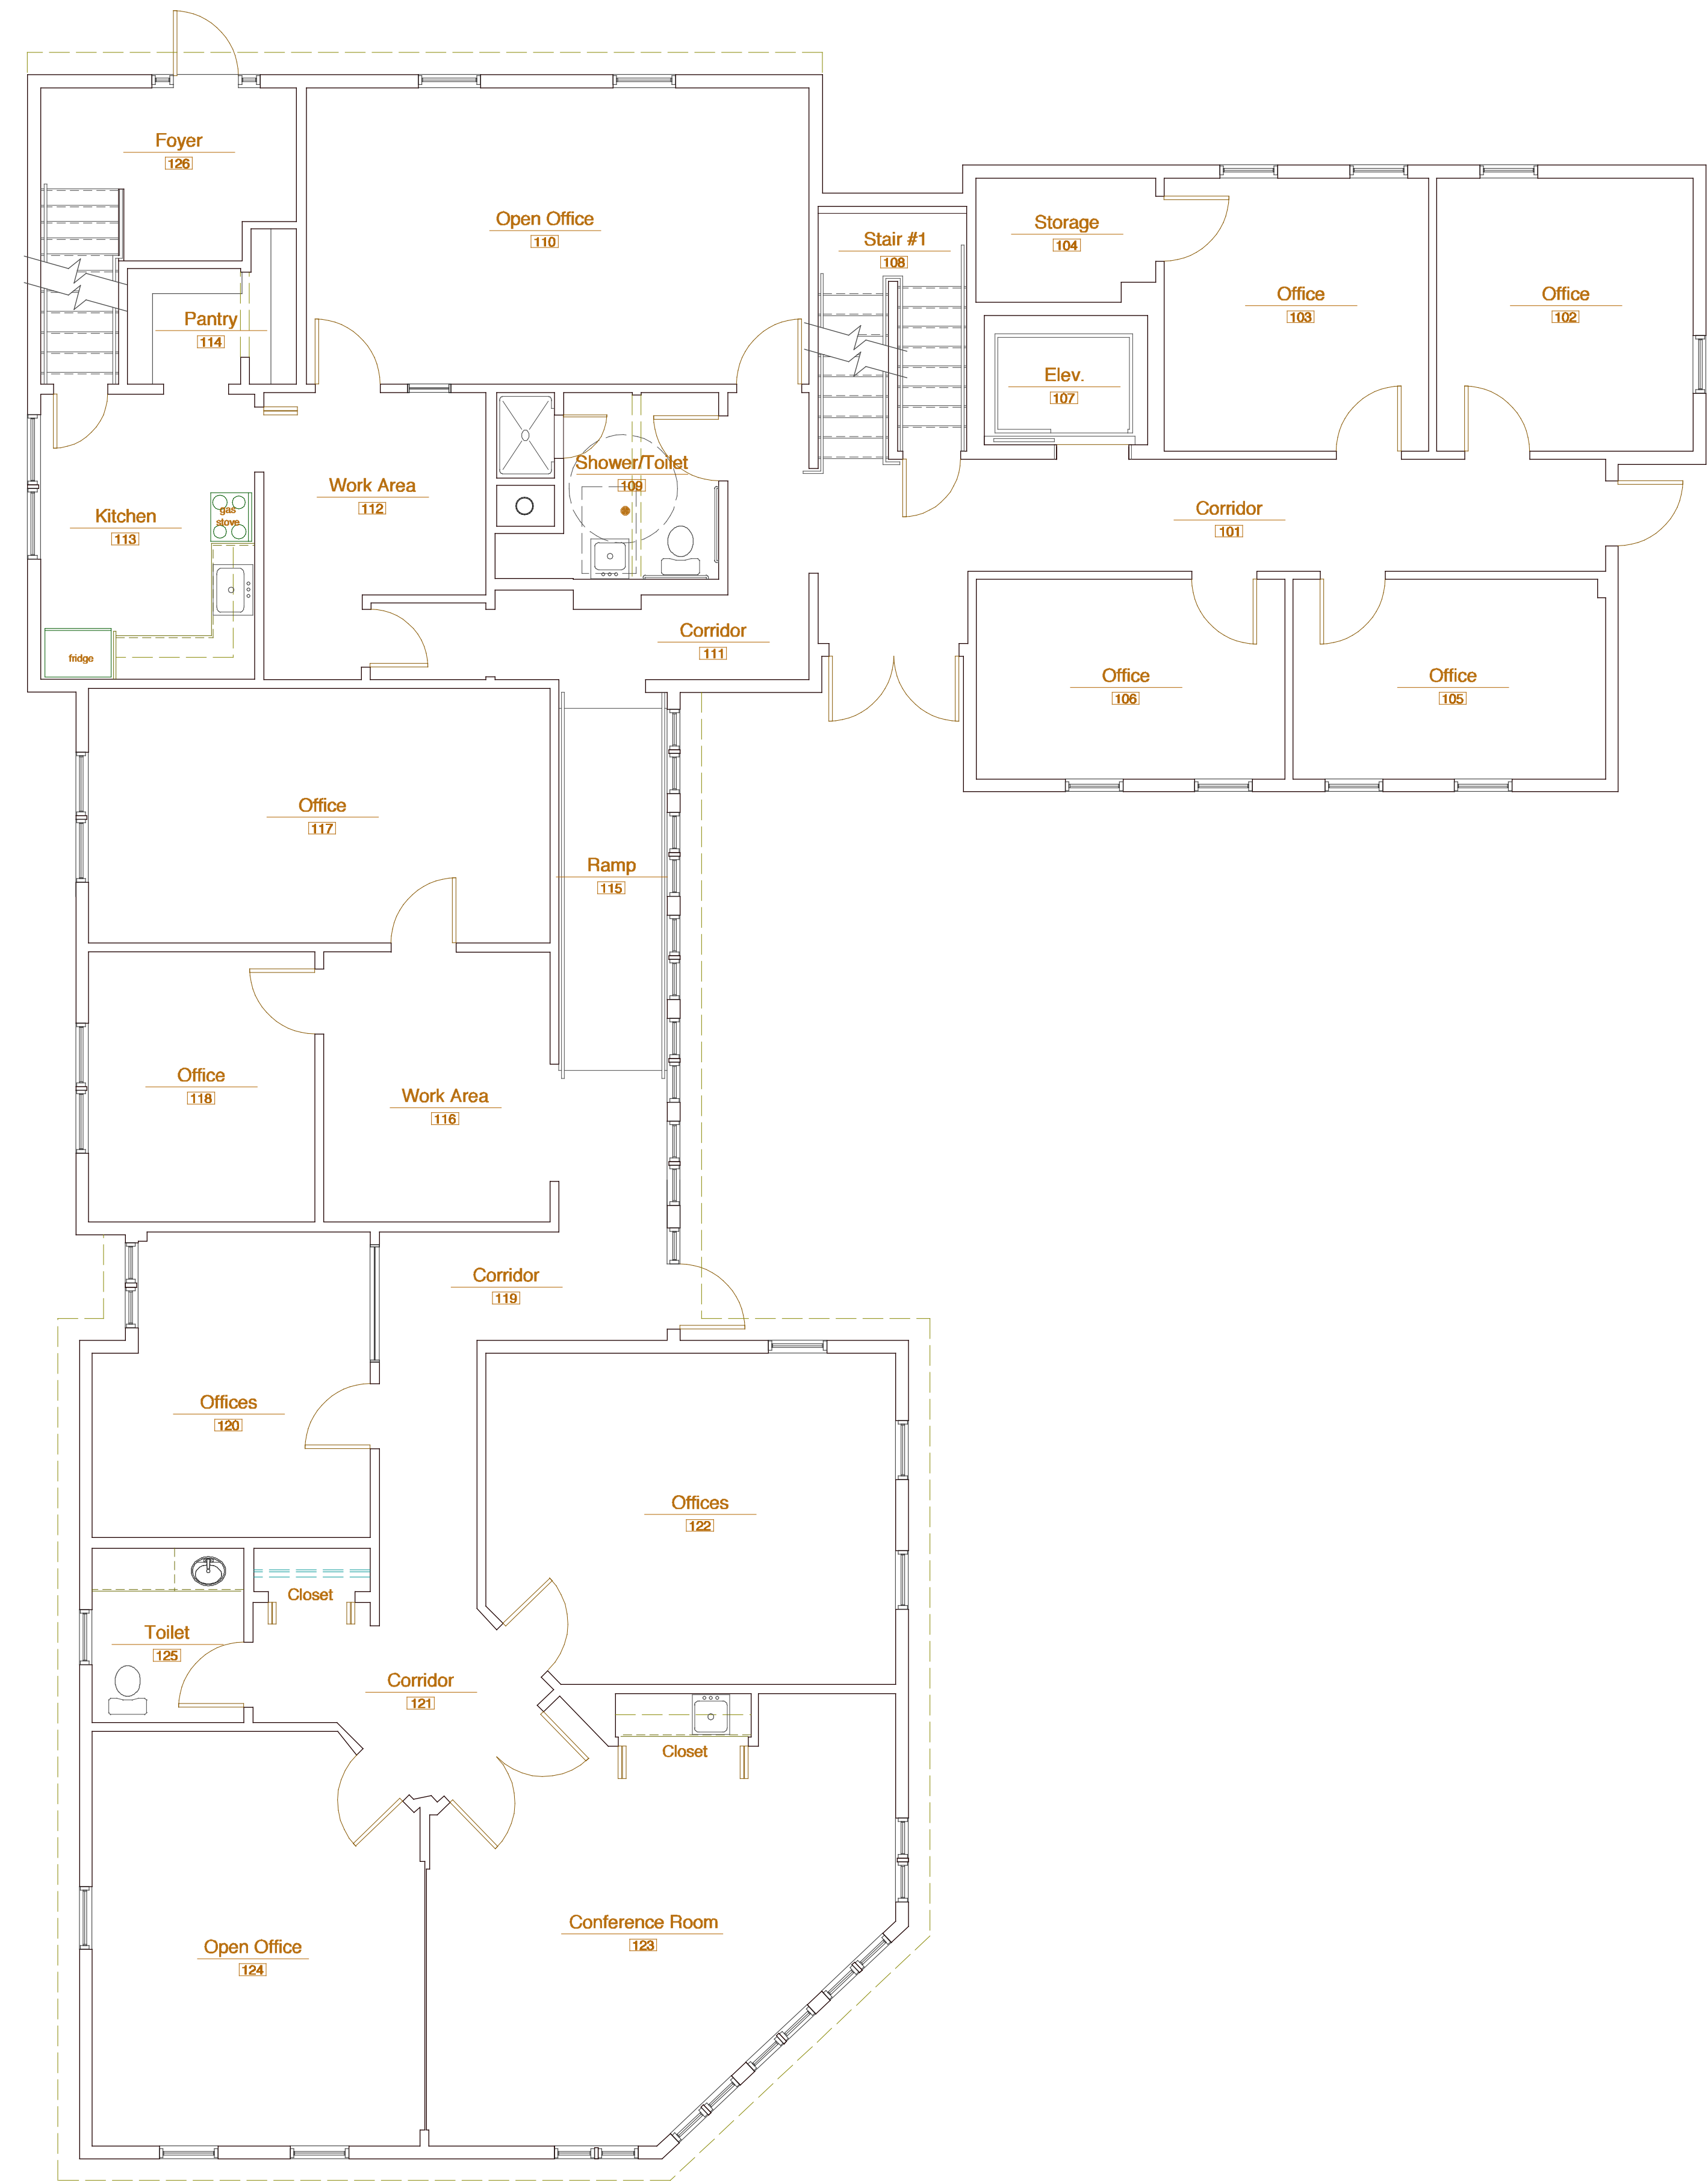 Foyer
126
Open Office
110
Storage
104
Stair #1
108
Office
103
Office
102
Pantry
114
Elev.
107
Shower/Toilet
109
Work Area
112
Kitchen
113
gas
stove
Corridor
101
Corridor
111
fridge
Office
106
Office
105
Office
117
Ramp
115
Office
118
Work Area
116
Corridor
119
Offices
120
Offices
122
Closet
Toilet
125
Corridor
121
Closet
Conference Room
123
Open Office
124